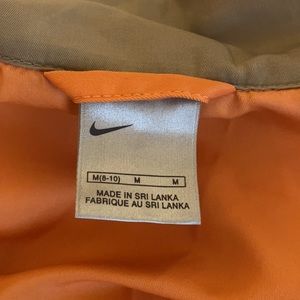 M(8-10) M M
MADE IN SRI LANKA
FABRIQUE AU SRI LANKA